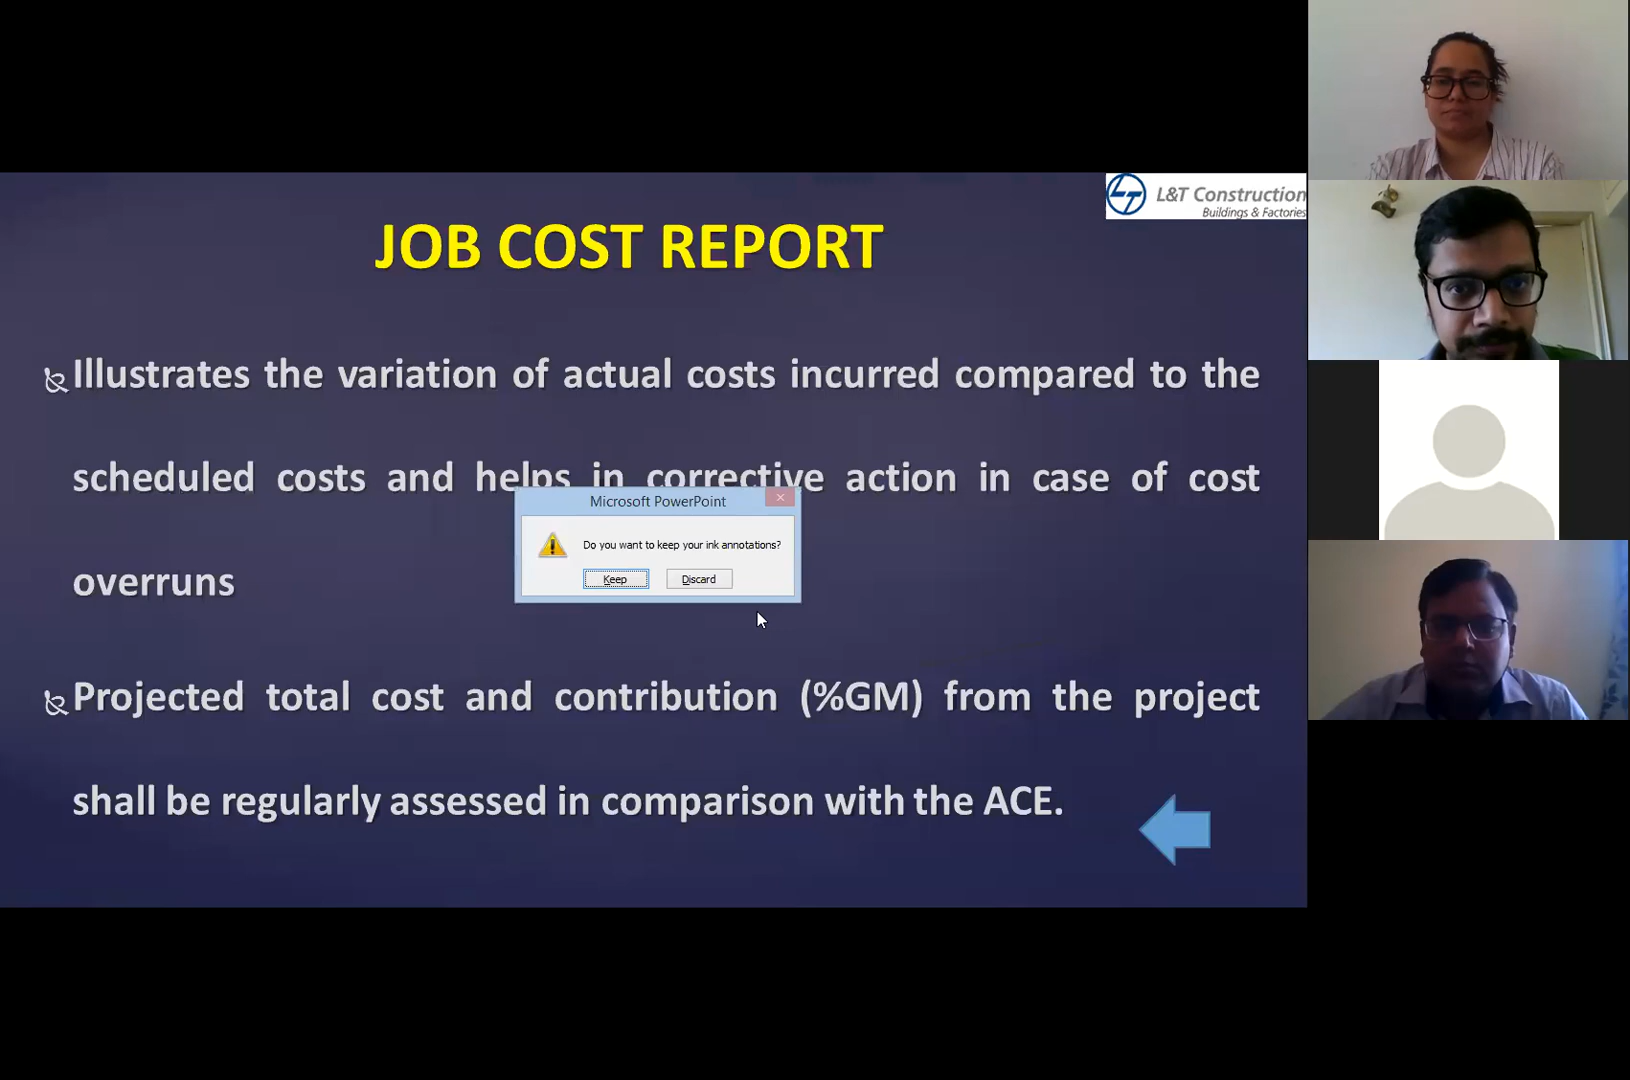 L&T Construction
Buildings & Factories
JOB COST REPORT
Illustrates the variation of actual costs incurred compared to the
scheduled costs and helps in corrective action in case of cost
overruns
Microsoft PowerPoint
Do you want to keep your ink annotations?
Keep Discard
Projected total cost and contribution (%GM) from the project
shall be regularly assessed in comparison with the ACE.